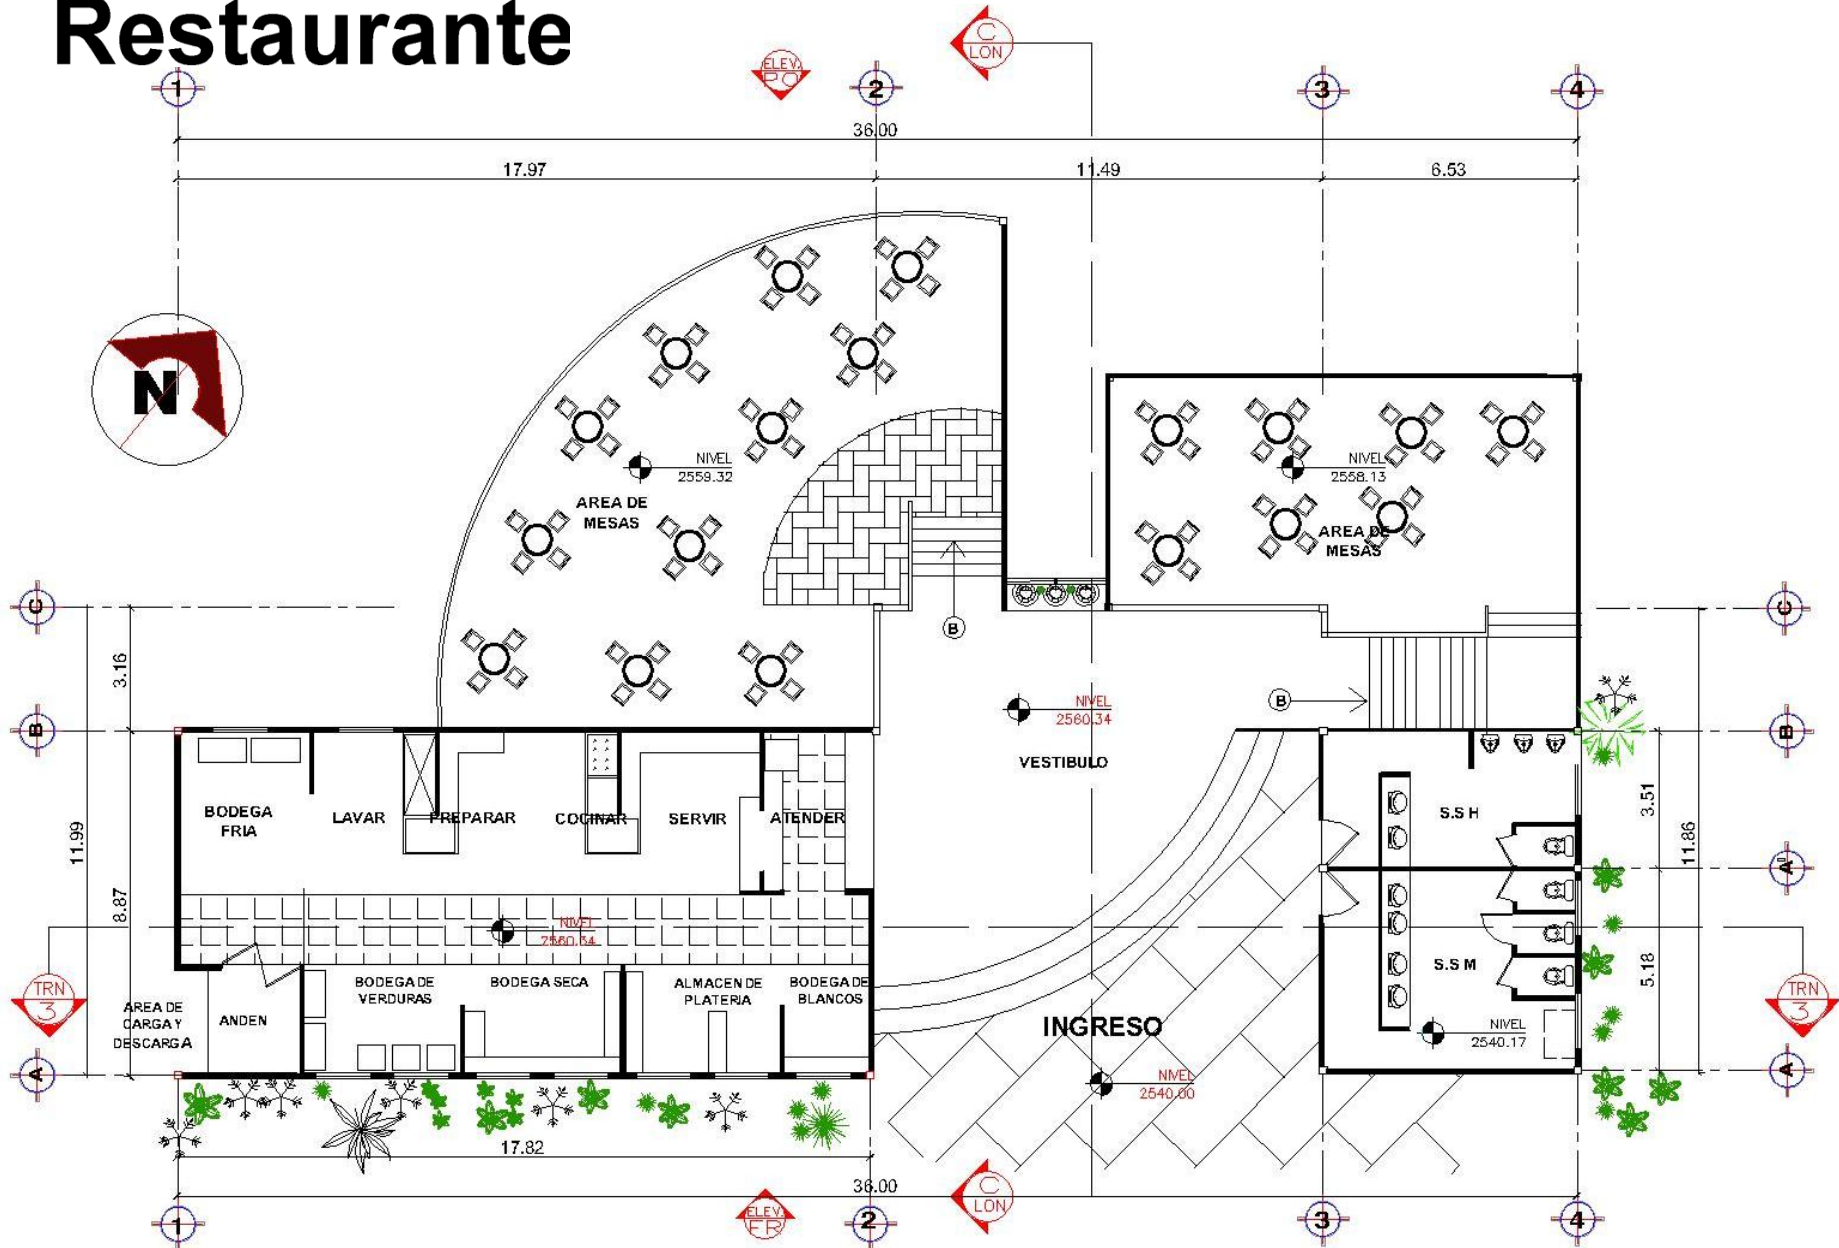 Restaurante
C
LON
ELEV.
PO
1
2
3
4
36.00
17.97
11.49
6.53
N
NIVEL
2559.32
AREA DE
MESAS
NIVEL
2558.13
AREA DE
MESAS
C
C
B
B
3.16
NIVEL
2560.34
VESTIBULO
B
B
BODEGA
FRIA
LAVAR
PREPARAR
COCINAR
SERVIR
ATENDER
S.S H
3.51
11.99
11.86
A'
8.87
NIVEL
2560.34
S.S M
5.18
TRN
3
TRN
3
AREA DE
CARGA Y
DESCARGA
ANDEN
BODEGA DE
VERDURAS
BODEGA SECA
ALMACEN DE
PLATERIA
BODEGA DE
BLANCOS
INGRESO
NIVEL
2540.17
A
A
NIVEL
2540.00
17.82
36.00
C
LON
ELEV.
FR
1
2
3
4